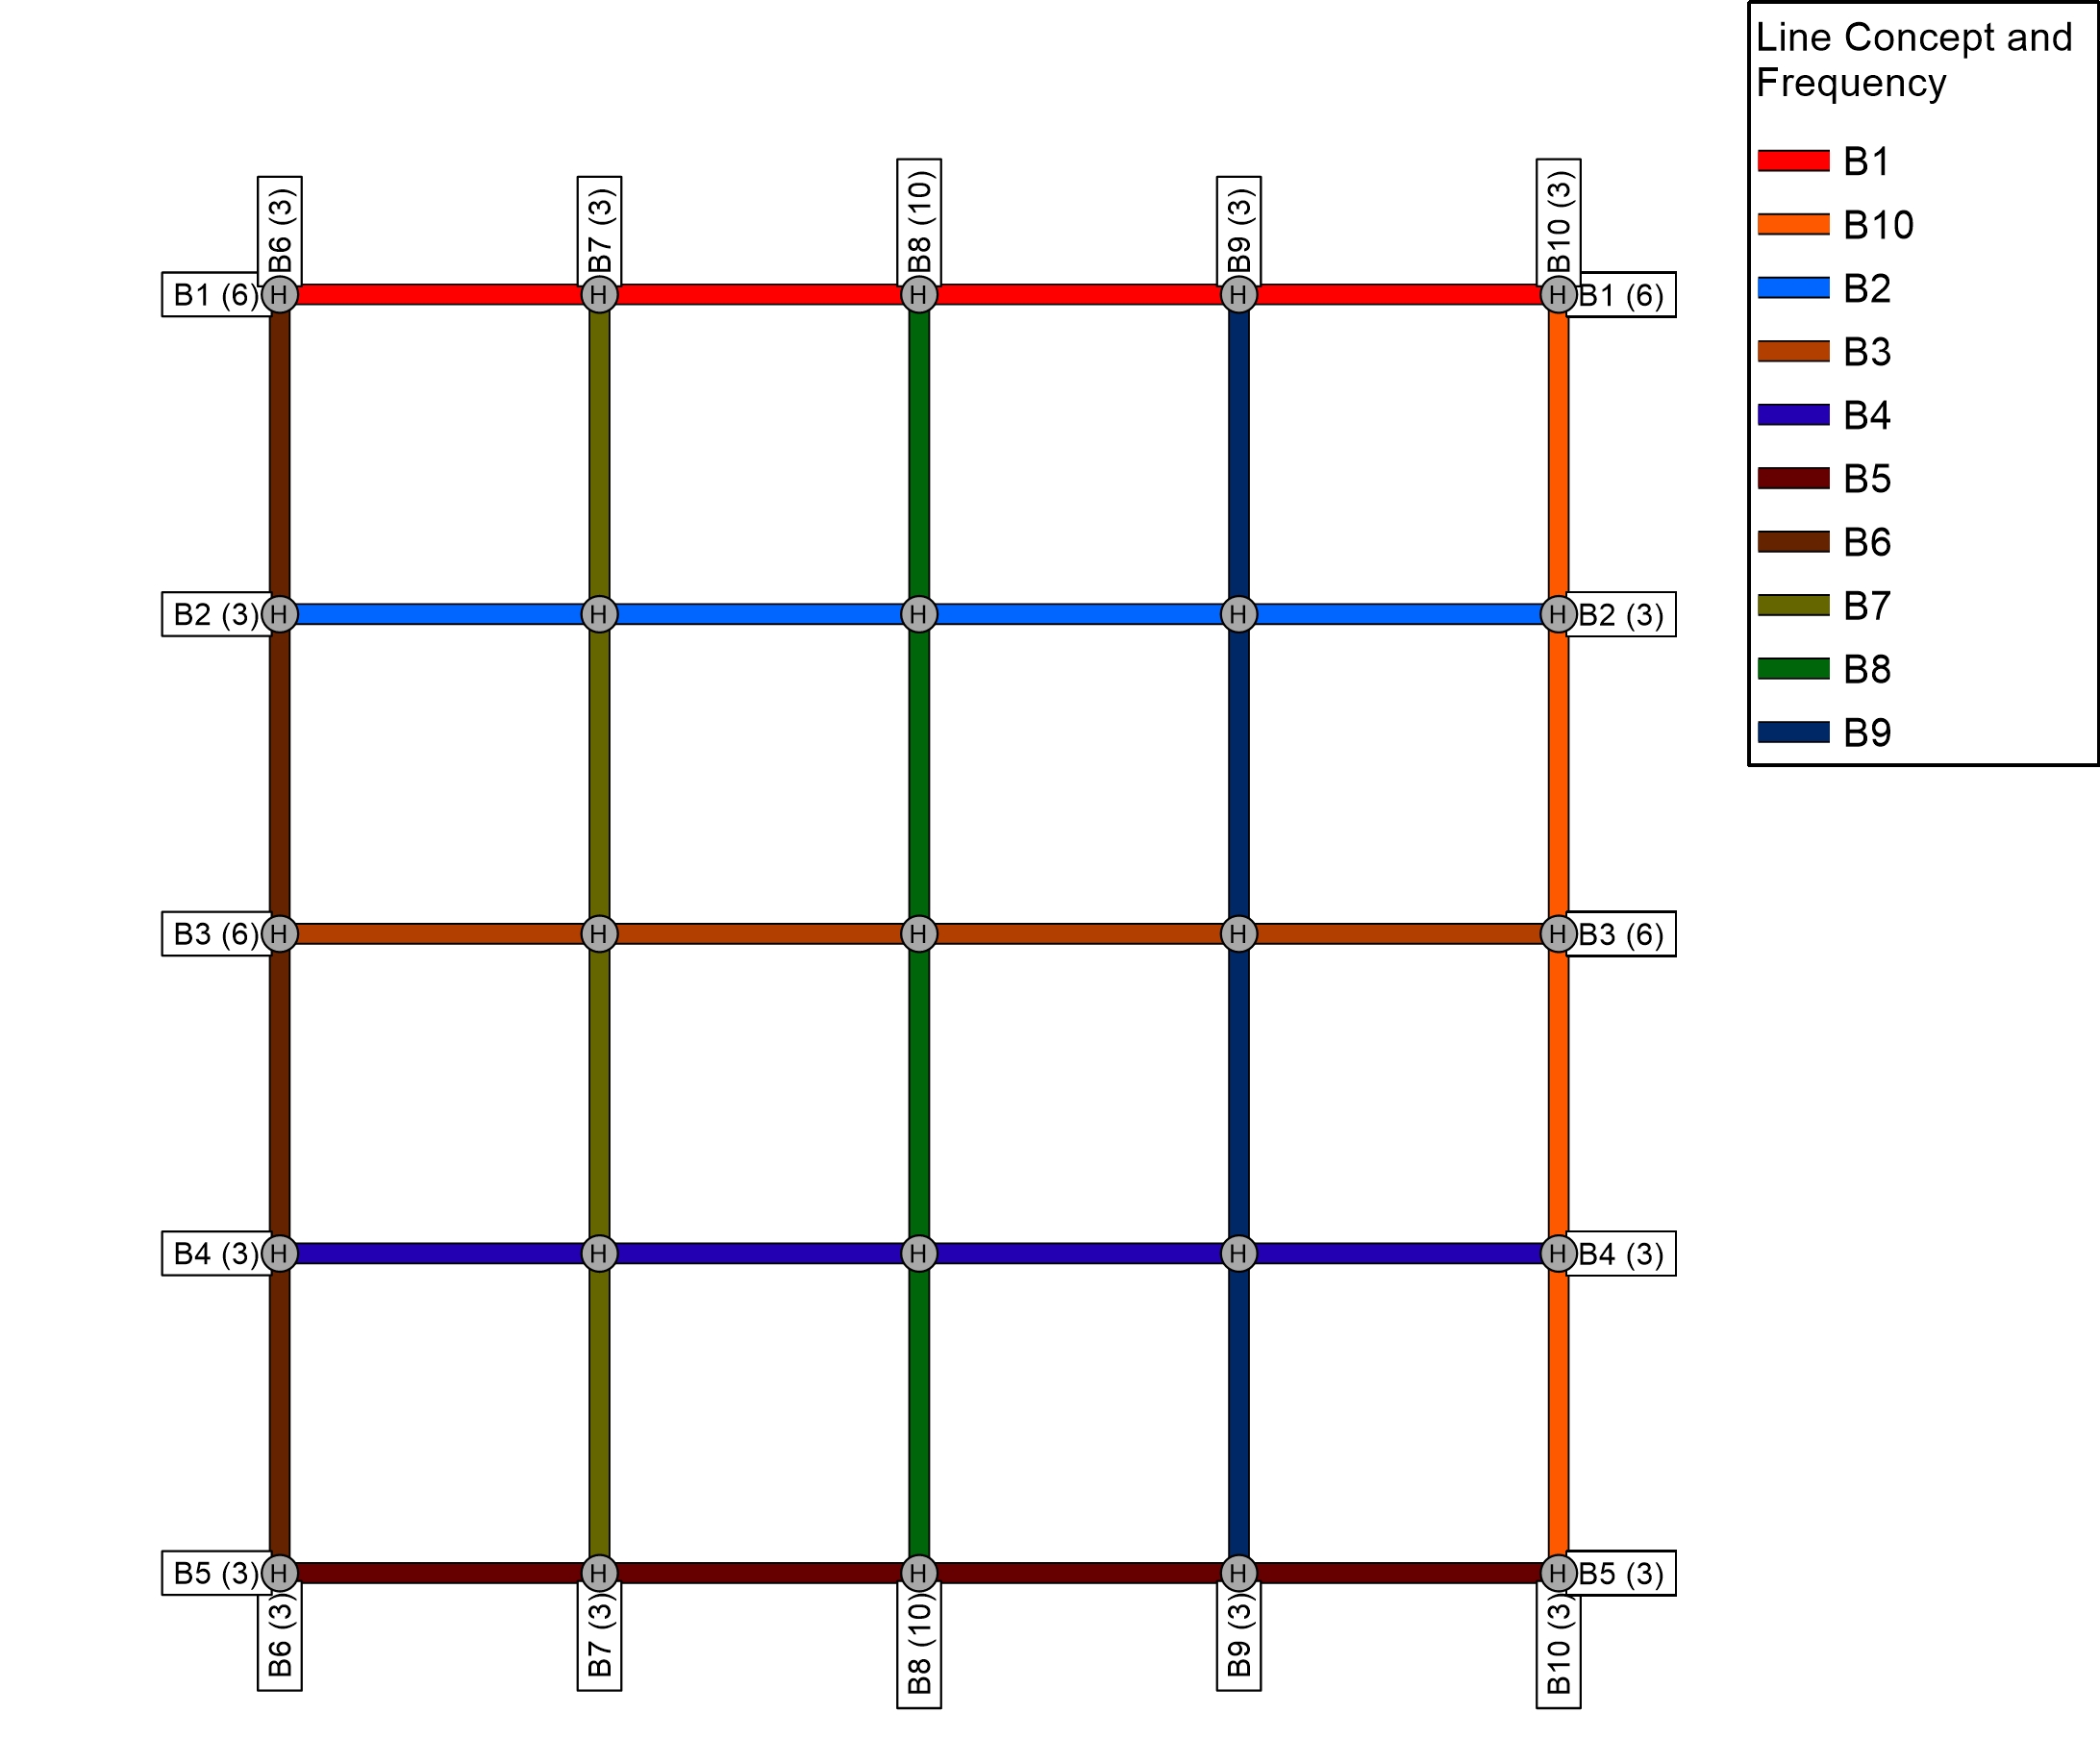 Line Concept and
Frequency
B1
B10
B2
B3
B4
B5
B6
B7
B8
B9
B6 (3)
B7 (3)
B8 (10)
B9 (3)
B10 (3)
B1 (6)
H
H
H
H
H
B1 (6)
B2 (3)
H
H
H
H
H
B2 (3)
B3 (6)
H
H
H
H
H
B3 (6)
B4 (3)
H
H
H
H
H
B4 (3)
B5 (3)
H
H
H
H
H
B5 (3)
B6 (3)
B7 (3)
B8 (10)
B9 (3)
B10 (3)